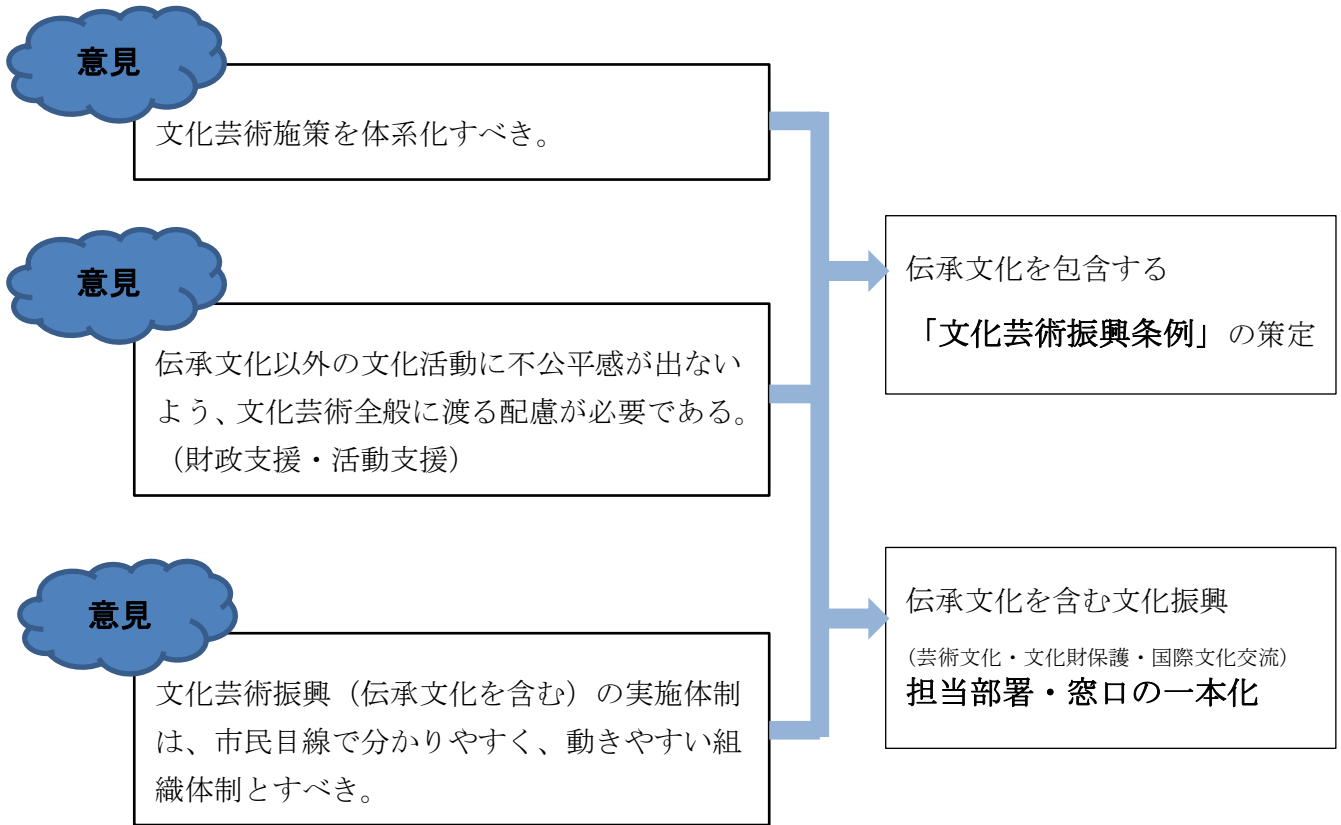 意見
文化芸術施策を体系化すべき。
意見
伝承文化以外の文化活動に不公平感が出ない
よう、文化芸術全般に渡る配慮が必要である。
（財政支援・活動支援）
意見
文化芸術振興（伝承文化を含む）の実施体制
は、市民目線で分かりやすく、動きやすい組
織体制とすべき。
伝承文化を包含する
「文化芸術振興条例」の策定
伝承文化を含む文化振興
（芸術文化・文化財保護・国際文化交流）
担当部署・窓口の一本化